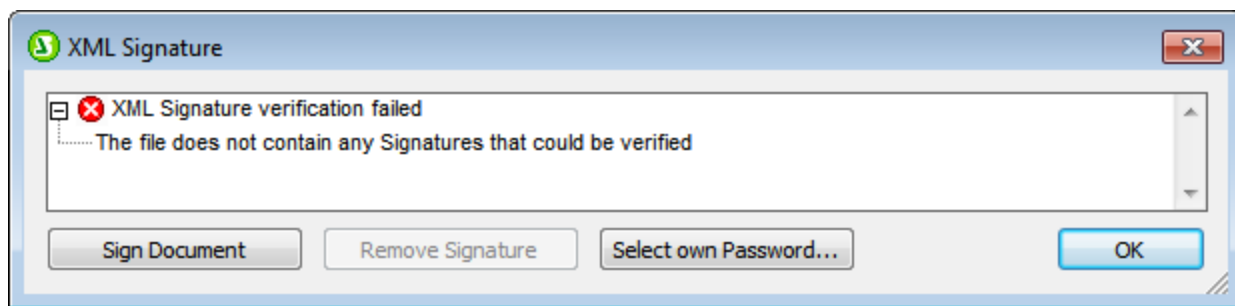 XML Signature
XML Signature verification failed
The file does not contain any Signatures that could be verified
Sign Document
Remove Signature
Select own Password...
OK